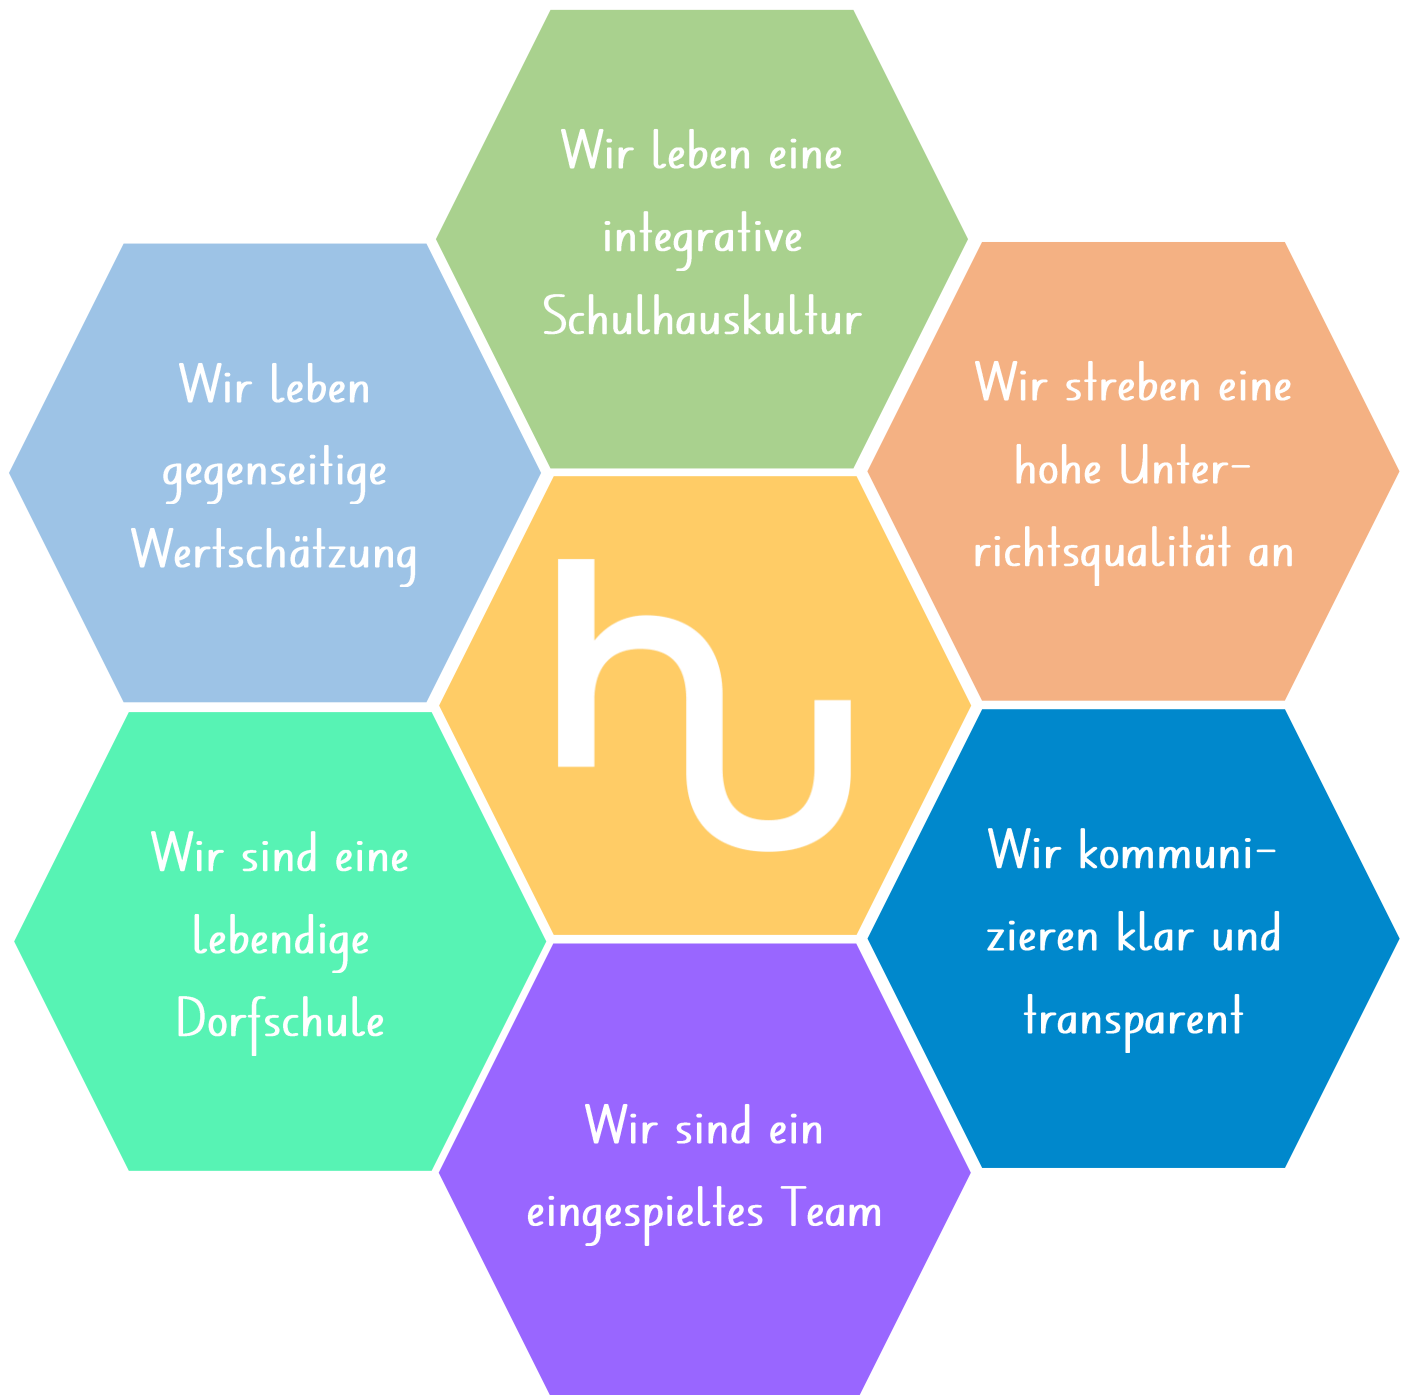 Wir leben eine
integrative
Schulhauskultur
Wir streben eine
hohe Unter-
richtsqualität an
Wir kommuni-
zieren klar und
transparent
Wir sind ein
eingespieltes Team
Wir sind eine
lebendige
Dorfschule
Wir leben
gegenseitige
Wertschätzung
hu